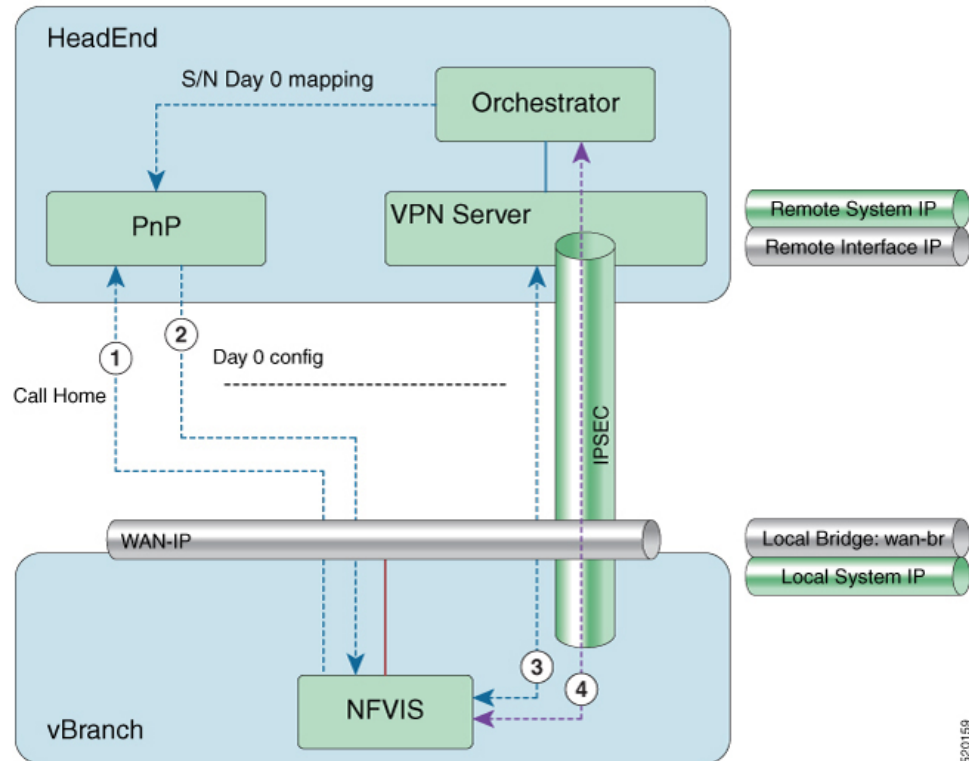 HeadEnd
S/N Day 0 mapping
Orchestrator
PnP
VPN Server
Remote System IP
Remote Interface IP
1
2
Day 0 config
Call Home
IPSEC
WAN-IP
Local Bridge: wan-br
Local System IP
3
4
NFVIS
vBranch
520159